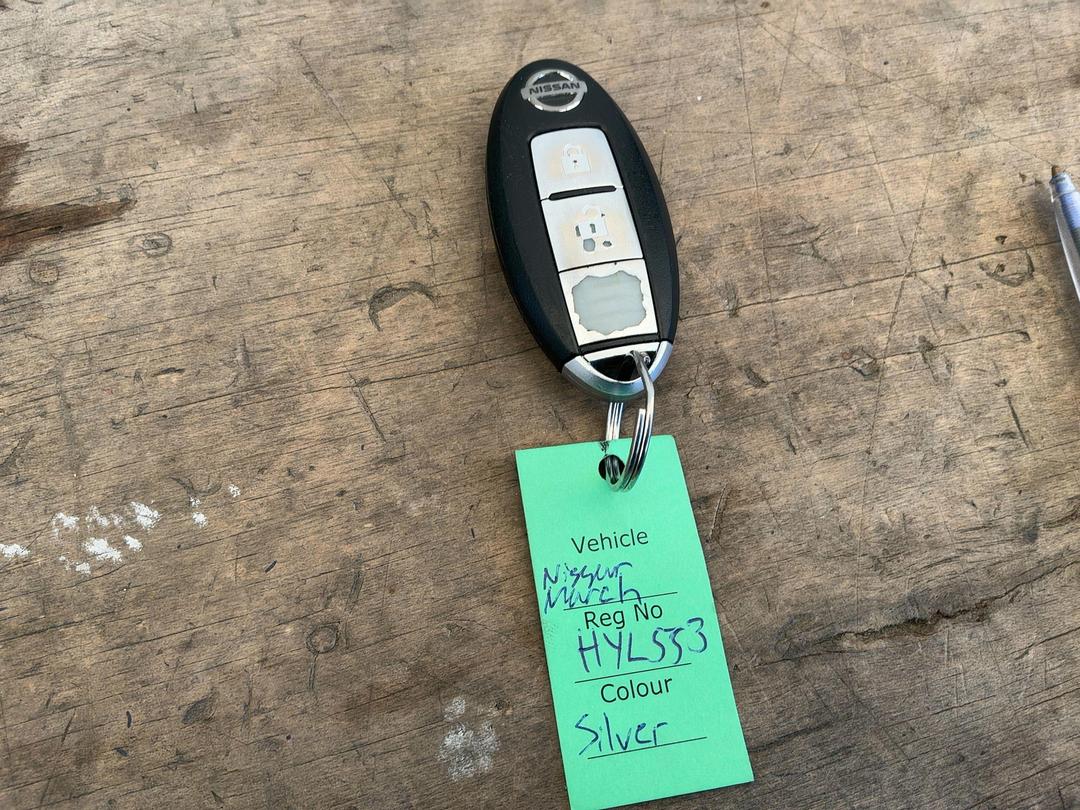 NISSAN
Vehicle
Nissan
March
Reg No
HYL553
Colour
Silver